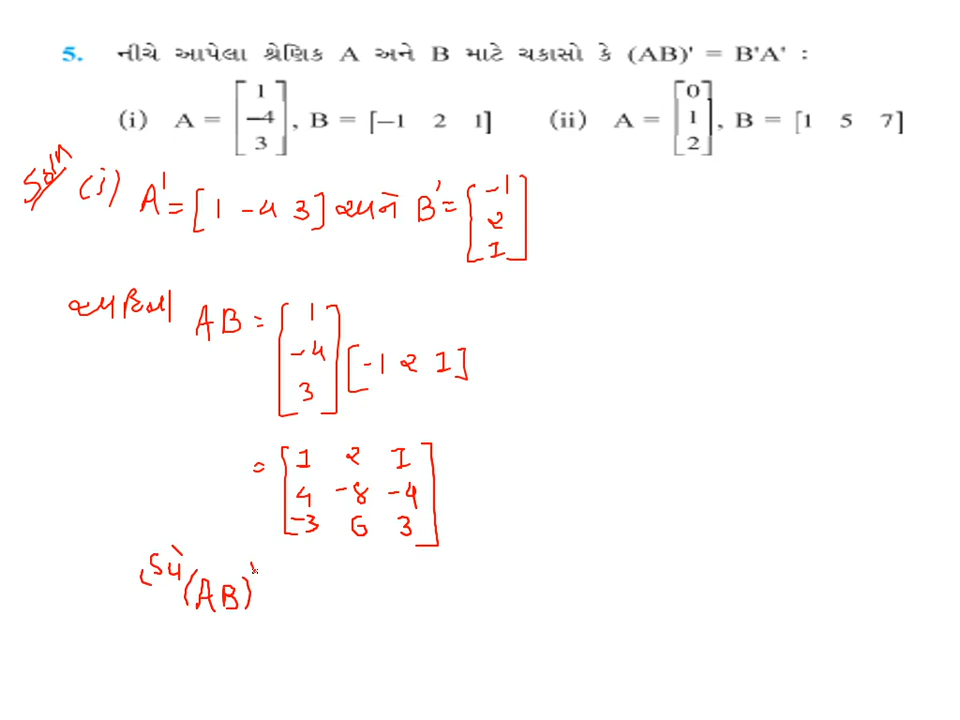 5. નીચે આપેલા શ્રેણિક A અને B માટે ચકાસો કે (AB)' = B'A' :
(i) A = [1 -4 3], B = [-1 2 1] (ii) A = [0 1 2], B = [1 5 7]
Soln (i) A' = [1 -4 3] અને B' = [-1 2 1]
AB = [1 -4 3] [-1 2 1]
= [1 2 1
4 -8 -4
-3 6 3]
(AB)'